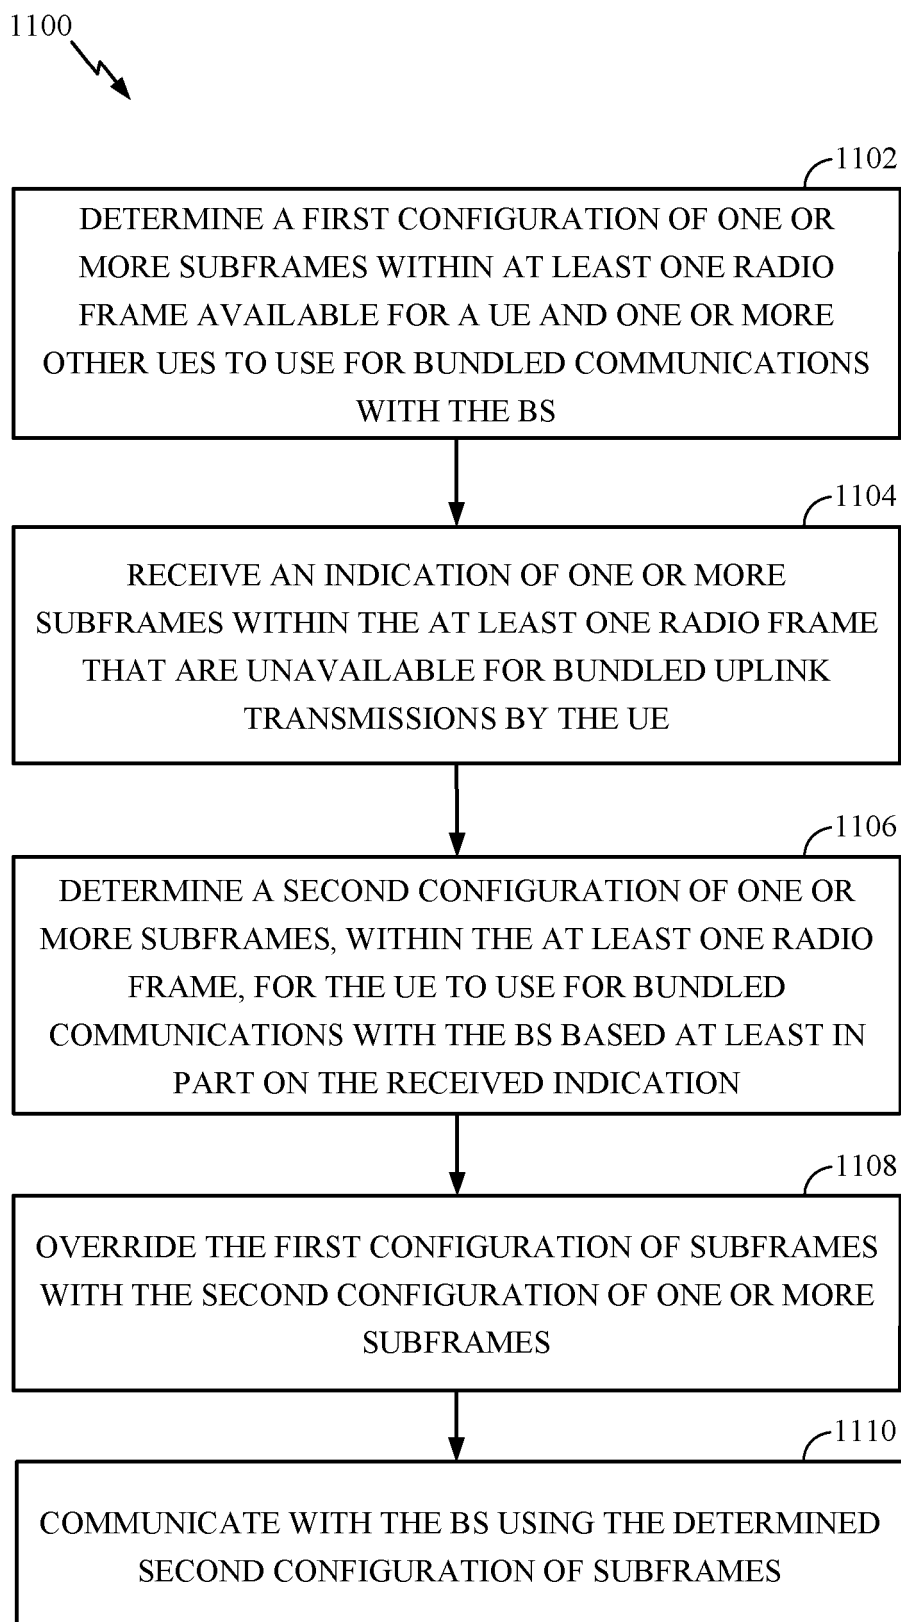 1100
1102
DETERMINE A FIRST CONFIGURATION OF ONE OR
MORE SUBFRAMES WITHIN AT LEAST ONE RADIO
FRAME AVAILABLE FOR A UE AND ONE OR MORE
OTHER UES TO USE FOR BUNDLED COMMUNICATIONS
WITH THE BS
1104
RECEIVE AN INDICATION OF ONE OR MORE
SUBFRAMES WITHIN THE AT LEAST ONE RADIO FRAME
THAT ARE UNAVAILABLE FOR BUNDLED UPLINK
TRANSMISSIONS BY THE UE
1106
DETERMINE A SECOND CONFIGURATION OF ONE OR
MORE SUBFRAMES, WITHIN THE AT LEAST ONE RADIO
FRAME, FOR THE UE TO USE FOR BUNDLED
COMMUNICATIONS WITH THE BS BASED AT LEAST IN
PART ON THE RECEIVED INDICATION
1108
OVERRIDE THE FIRST CONFIGURATION OF SUBFRAMES
WITH THE SECOND CONFIGURATION OF ONE OR MORE
SUBFRAMES
1110
COMMUNICATE WITH THE BS USING THE DETERMINED
SECOND CONFIGURATION OF SUBFRAMES